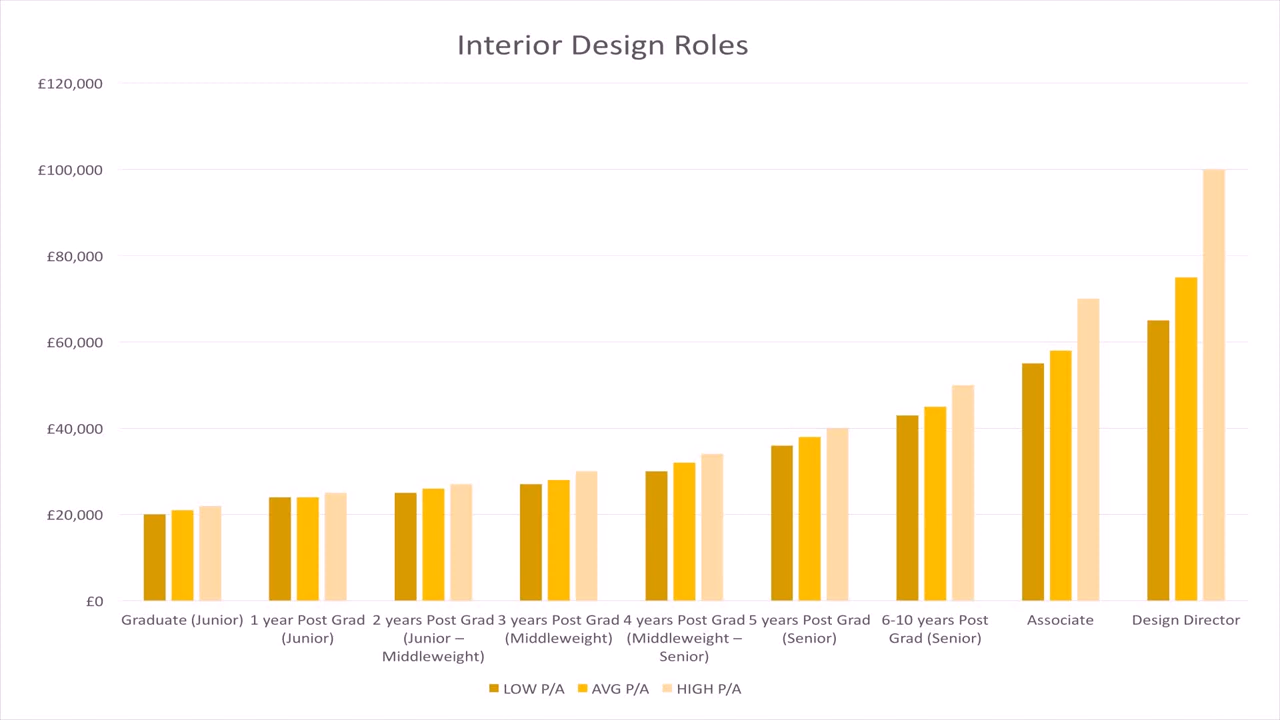 Interior Design Roles
£120,000
£100,000
£80,000
£60,000
£40,000
£20,000
£0
Graduate (Junior)
1 year Post Grad
(Junior)
2 years Post Grad
(Junior –
Middleweight)
3 years Post Grad
(Middleweight)
4 years Post Grad
(Middleweight –
Senior)
5 years Post Grad
(Senior)
6-10 years Post
Grad (Senior)
Associate
Design Director
LOW P/A
AVG P/A
HIGH P/A